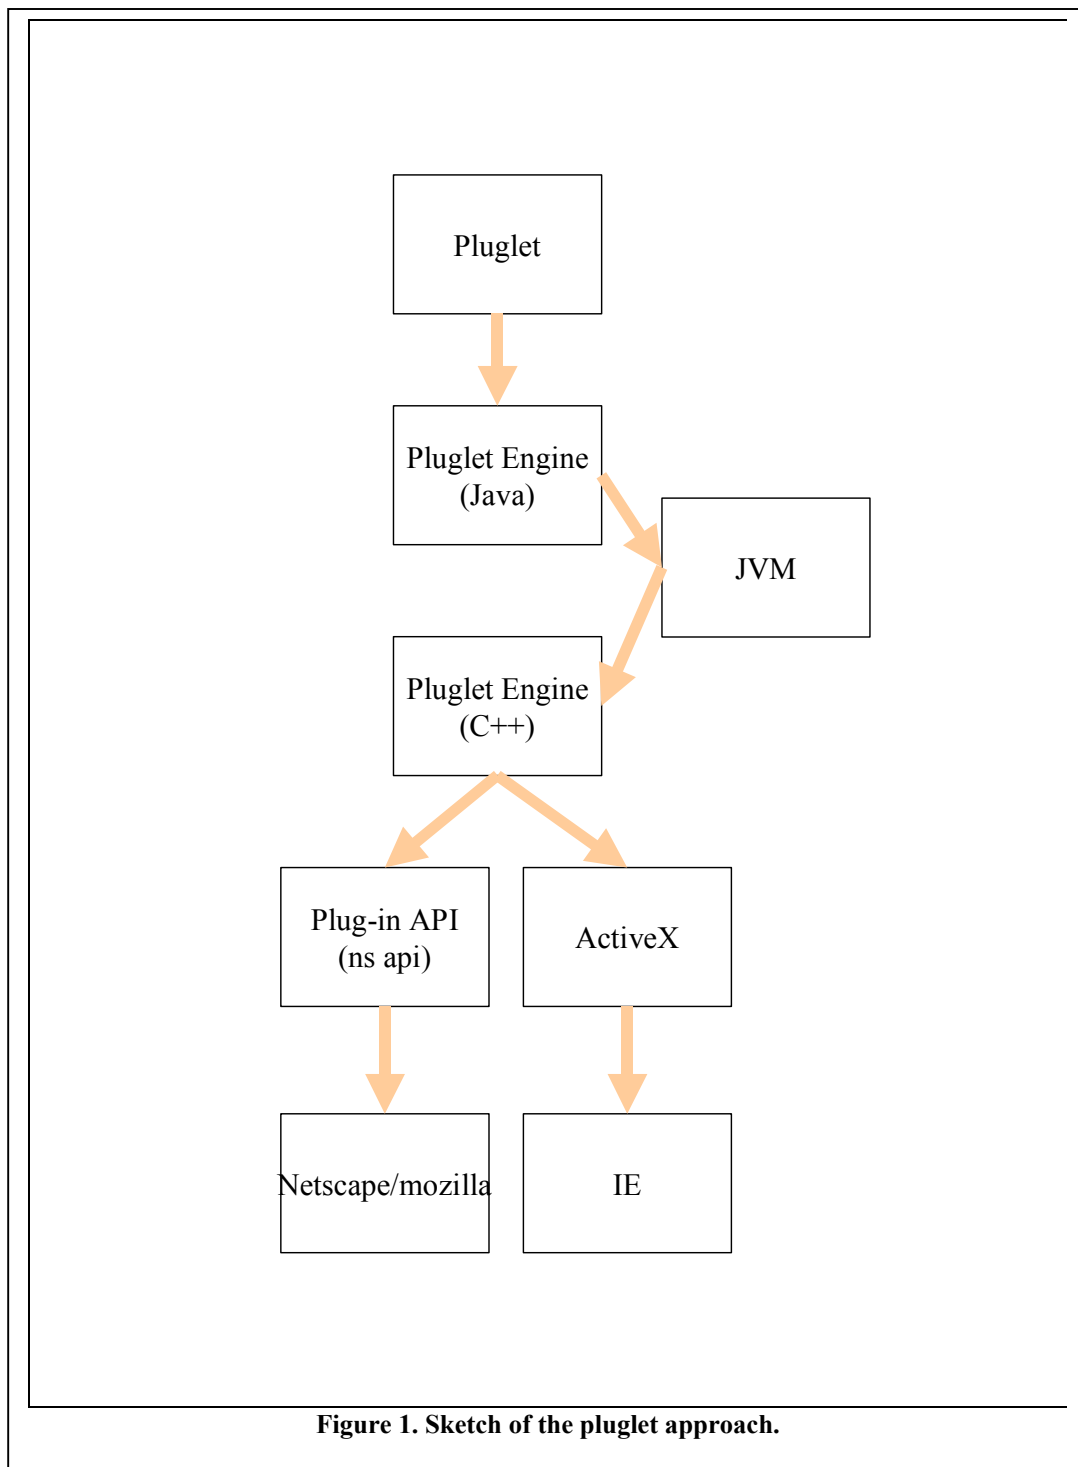 Pluglet
Pluglet Engine
(Java)
JVM
Pluglet Engine
(C++)
Plug-in API
(ns api)
ActiveX
Netscape/mozilla
IE
Figure 1. Sketch of the pluglet approach.